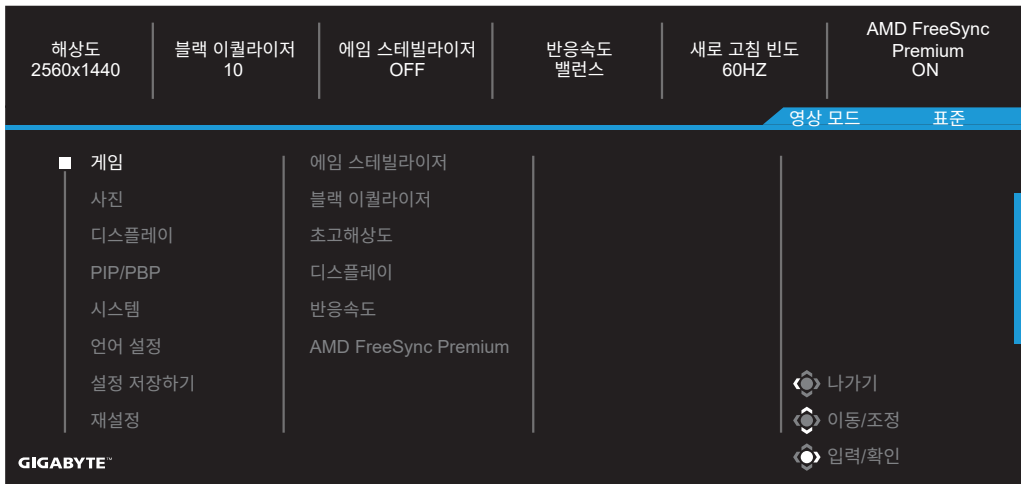 해상도
2560x1440
블랙 이퀄라이저
10
에임 스테빌라이저
OFF
반응속도
밸런스
새로 고침 빈도
60HZ
AMD FreeSync
Premium
ON
영상 모드 표준
게임
사진
디스플레이
PIP/PBP
시스템
언어 설정
설정 저장하기
재설정
에임 스테빌라이저
블랙 이퀄라이저
초고해상도
디스플레이
반응속도
AMD FreeSync Premium
나가기
이동/조정
입력/확인
GIGABYTE™